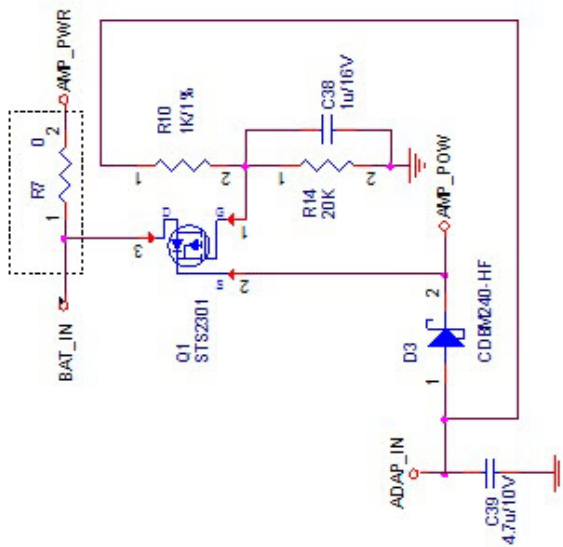 BAT_IN
1
R7
0
2
AMP_PWR
3
D
G
S
1
2
Q1
STS2301
1
R10
1K/1%
2
1
R14
20K
2
C38
1u/16V
AMP_POW
D3
1
2
CDBM240-HF
ADAP_IN
C39
4.7u/10V